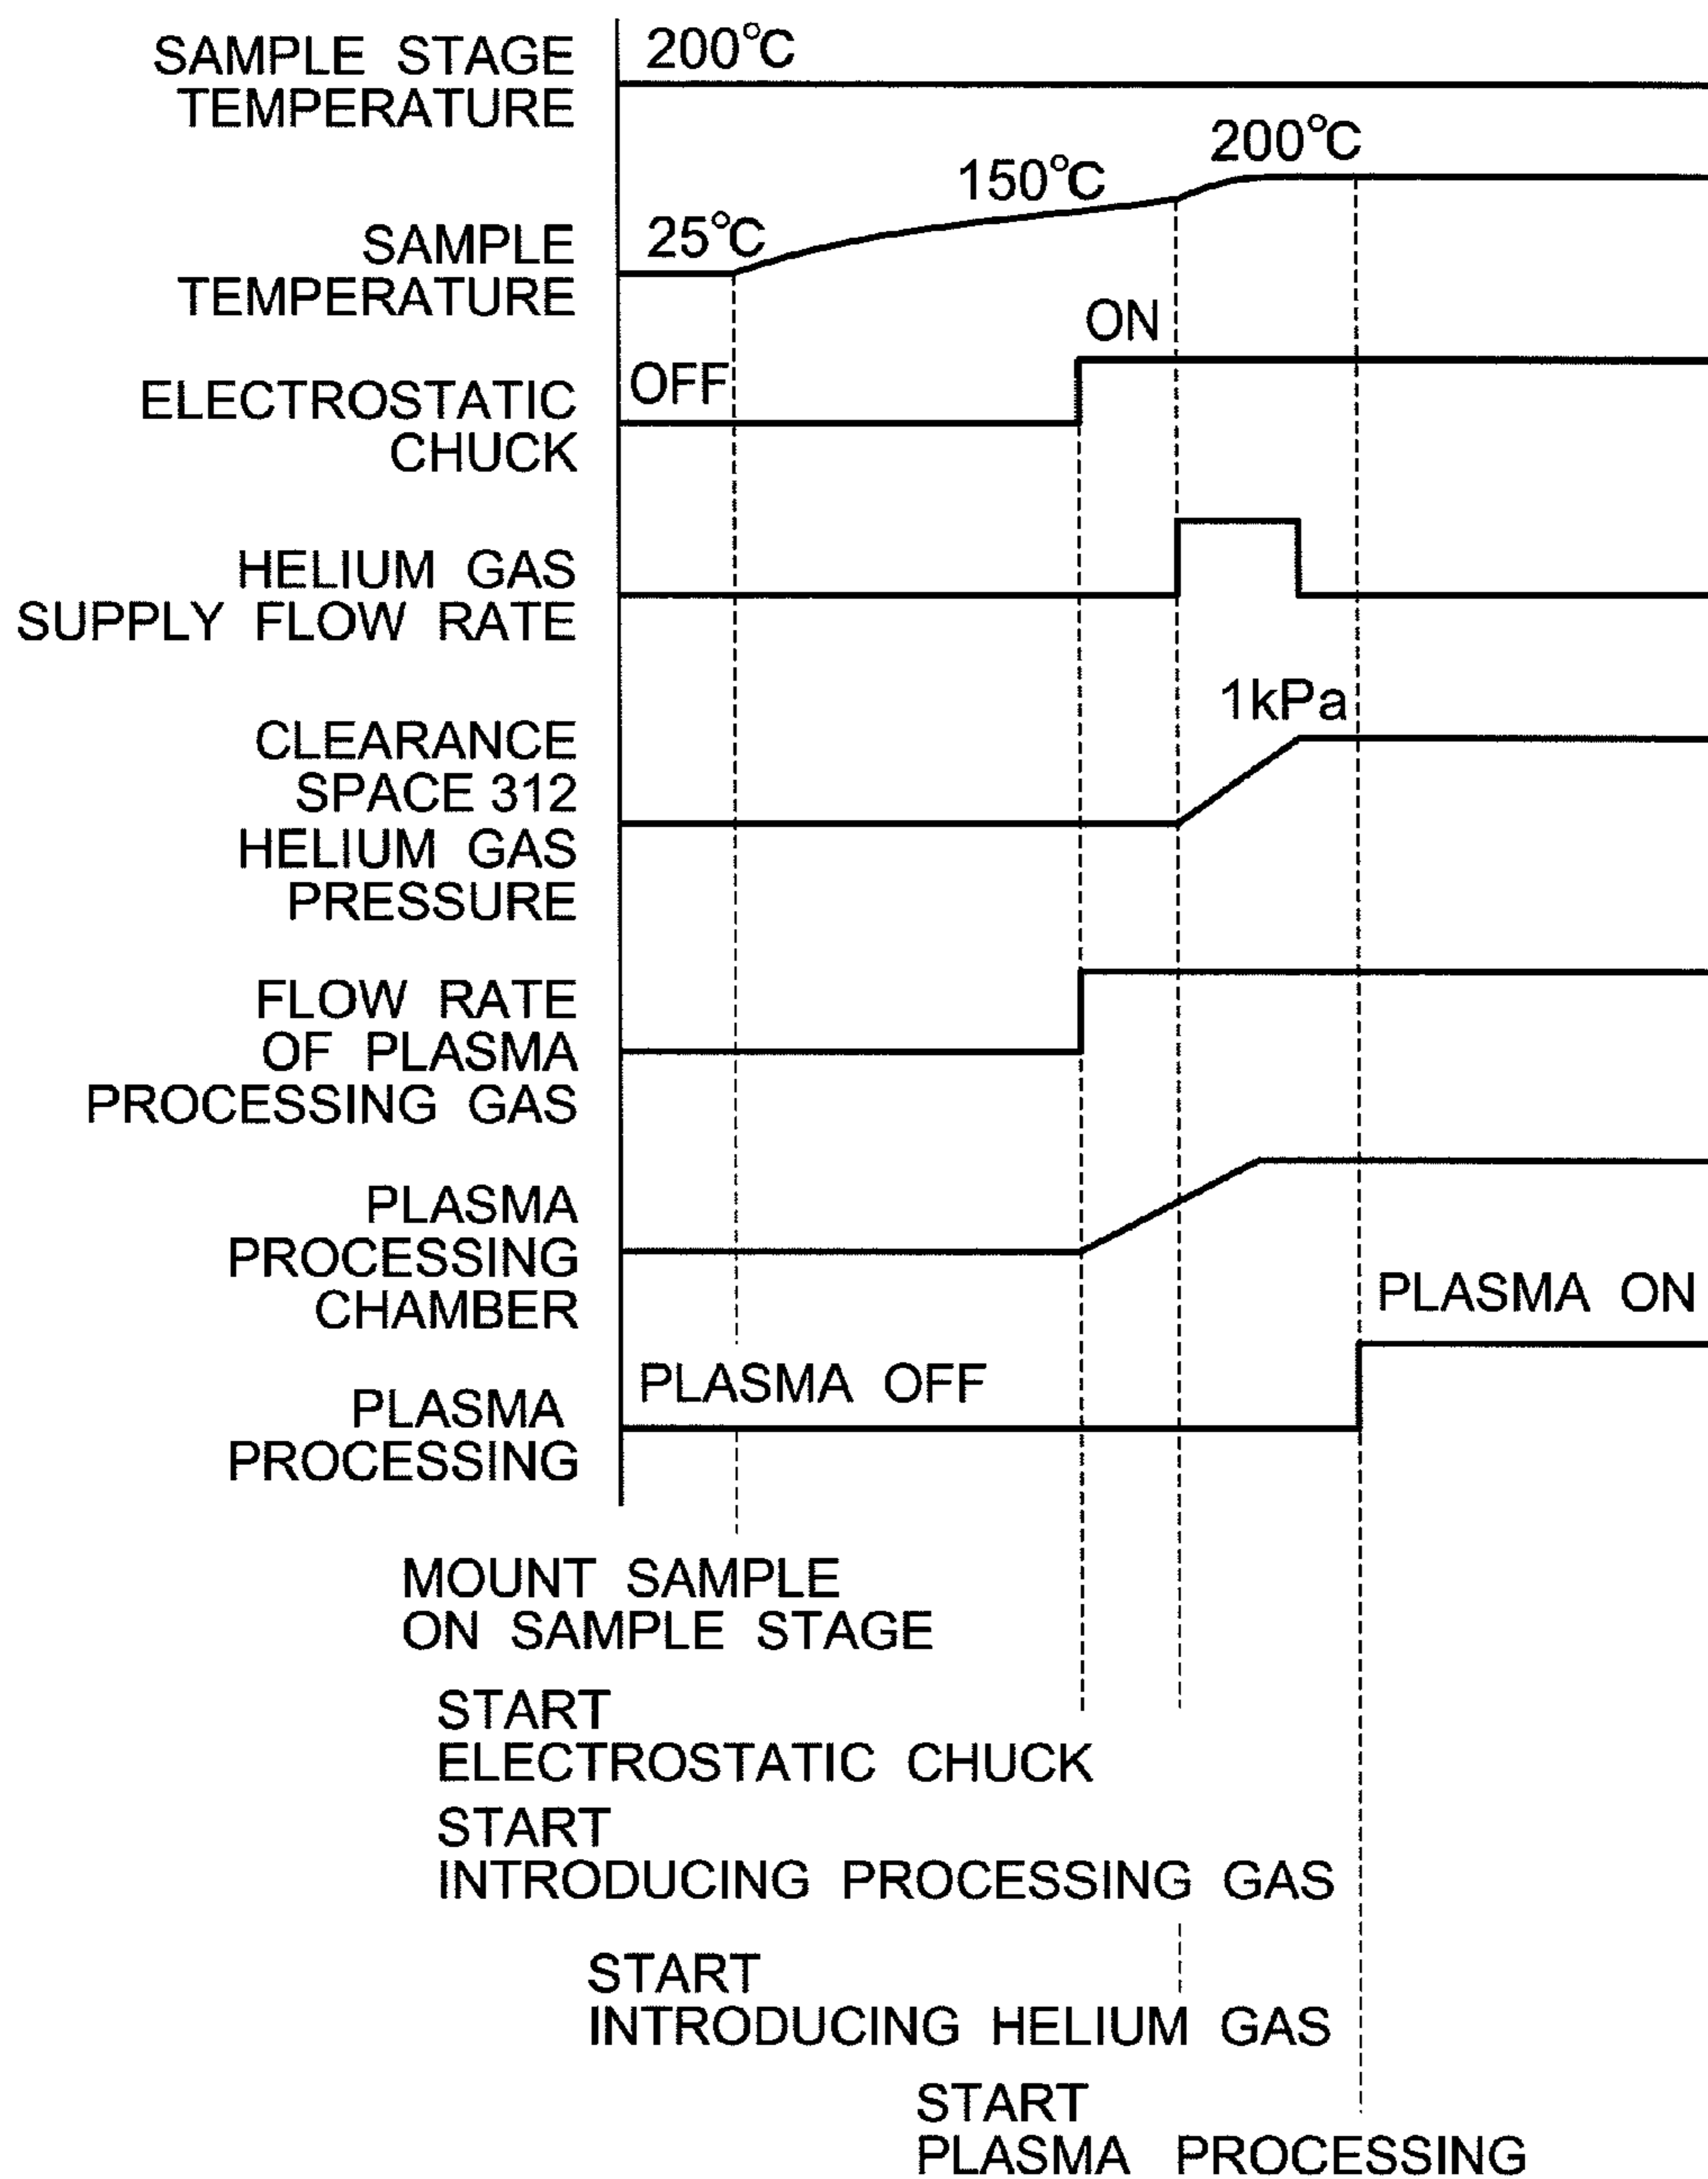 SAMPLE STAGE
TEMPERATURE
200°C
SAMPLE
TEMPERATURE
25°C
150°C
200°C
ELECTROSTATIC
CHUCK
OFF
ON
HELIUM GAS
SUPPLY FLOW RATE
CLEARANCE
SPACE 312
HELIUM GAS
PRESSURE
1kPa
FLOW RATE
OF PLASMA
PROCESSING GAS
PLASMA
PROCESSING
CHAMBER
PLASMA
PROCESSING
PLASMA OFF
PLASMA ON
MOUNT SAMPLE
ON SAMPLE STAGE
START
ELECTROSTATIC CHUCK
START
INTRODUCING PROCESSING GAS
START
INTRODUCING HELIUM GAS
START
PLASMA PROCESSING